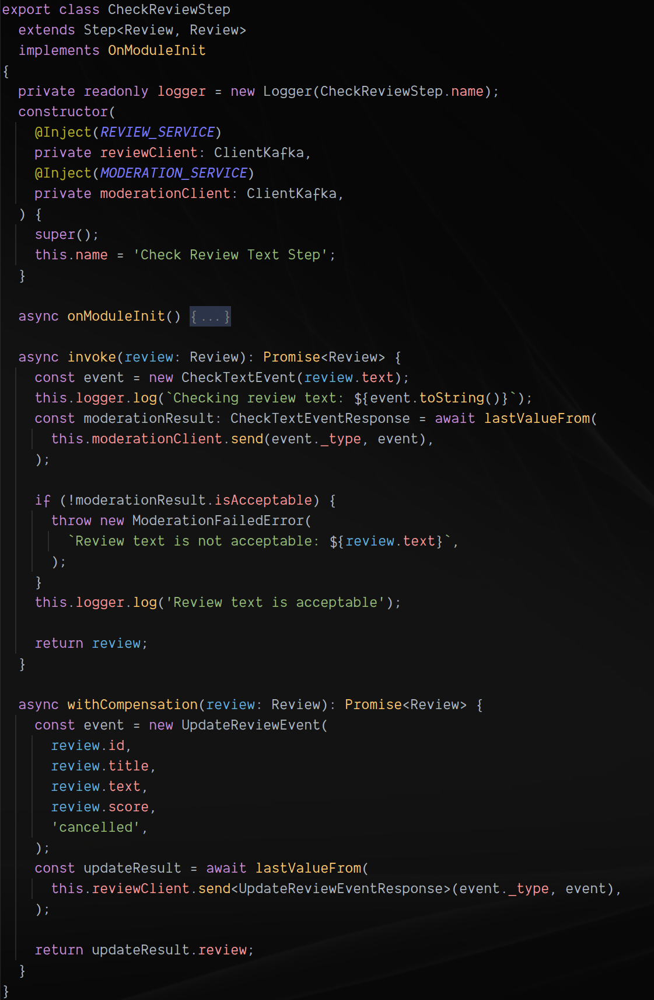 export class CheckReviewStep
  extends Step<Review, Review>
  implements OnModuleInit
{
  private readonly logger = new Logger(CheckReviewStep.name);
  constructor(
    @Inject(REVIEW_SERVICE)
    private reviewClient: ClientKafka,
    @Inject(MODERATION_SERVICE)
    private moderationClient: ClientKafka,
  ) {
    super();
    this.name = 'Check Review Text Step';
  }

  async onModuleInit() {...}

  async invoke(review: Review): Promise<Review> {
    const event = new CheckTextEvent(review.text);
    this.logger.log(`Checking review text: ${event.toString()}`);
    const moderationResult: CheckTextEventResponse = await lastValueFrom(
      this.moderationClient.send(event._type, event),
    );

    if (!moderationResult.isAcceptable) {
      throw new ModerationFailedError(
        `Review text is not acceptable: ${review.text}`,
      );
    }
    this.logger.log('Review text is acceptable');

    return review;
  }

  async withCompensation(review: Review): Promise<Review> {
    const event = new UpdateReviewEvent(
      review.id,
      review.title,
      review.text,
      review.score,
      'cancelled',
    );
    const updateResult = await lastValueFrom(
      this.reviewClient.send<UpdateReviewEventResponse>(event._type, event),
    );

    return updateResult.review;
  }
}